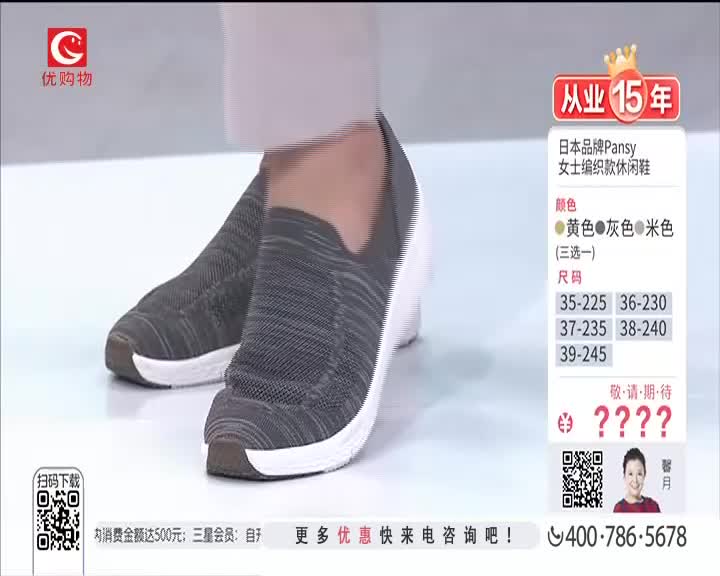 优购物
从业15年
日本品牌Pansy
女士编织款休闲鞋
颜色
黄色 灰色 米色
(三选一)
尺码
35-225 36-230
37-235 38-240
39-245
敬·请·期·待
¥ ????
馨月
扫码下载
内消费金额达500元；三星会员：自开
更多优惠快来电咨询吧！
400-786-5678